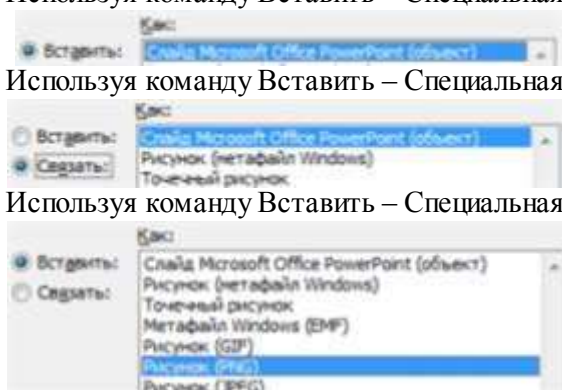 Используя команду Вставить – Специальная
Как:
Вставить:
Слайд Microsoft Office PowerPoint (объект)
Используя команду Вставить – Специальная
Как:
Вставить:
Связать:
Слайд Microsoft Office PowerPoint (объект)
Рисунок (метафайл Windows)
Точечный рисунок
Используя команду Вставить – Специальная
Как:
Вставить:
Связать:
Слайд Microsoft Office PowerPoint (объект)
Рисунок (метафайл Windows)
Точечный рисунок
Метафайл Windows (EMF)
Рисунок (GIF)
Рисунок (PNG)
Рисунок (JPEG)